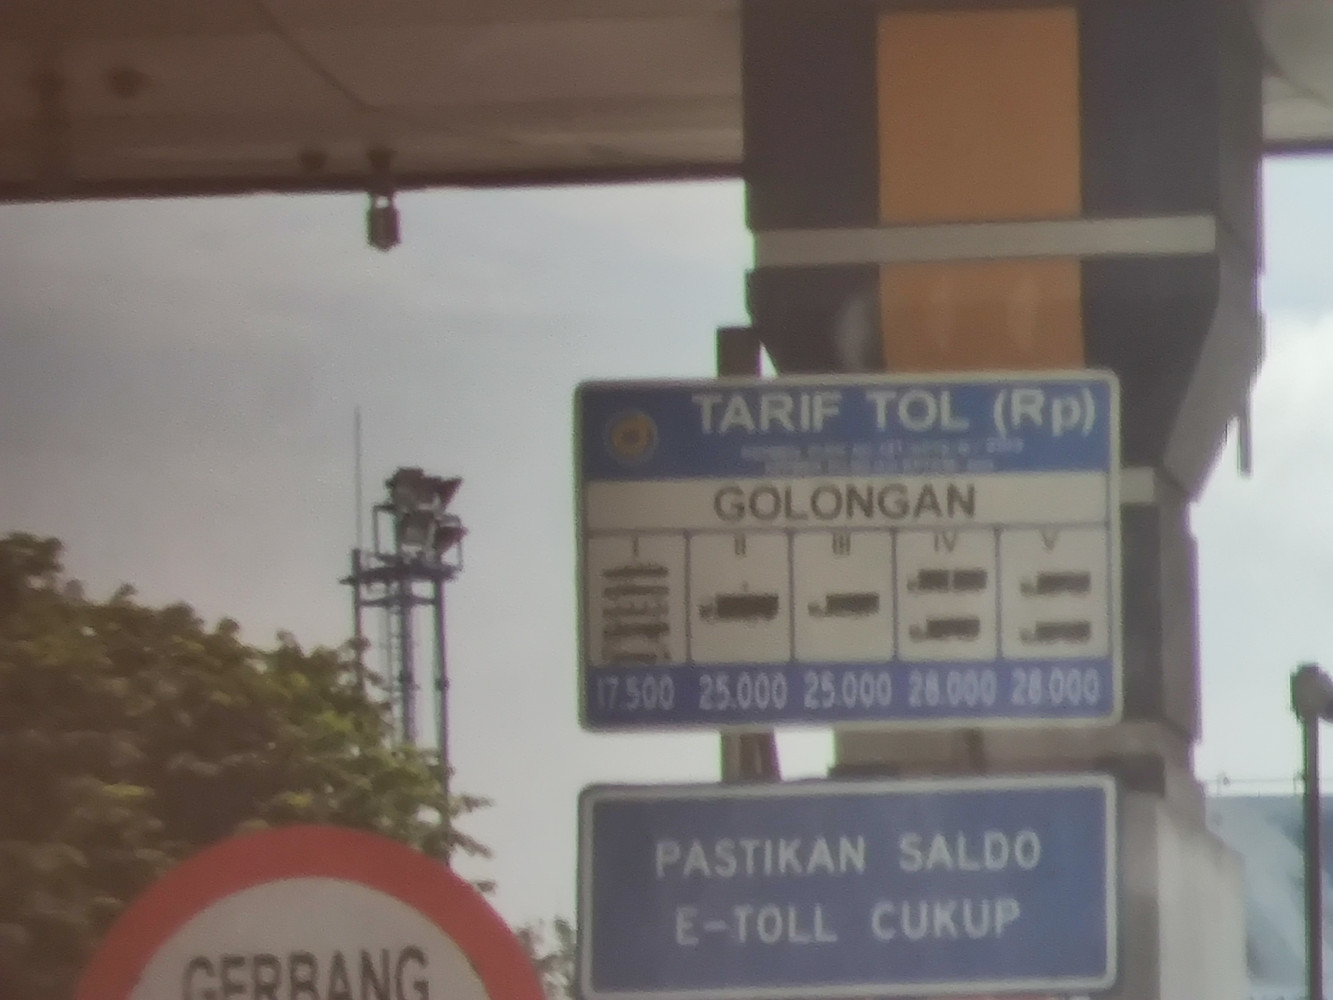 TARIF TOL (Rp)
GOLONGAN
I II III IV V
17.500 25.000 25.000 28.000 28.000
PASTIKAN SALDO
E-TOLL CUKUP
GERBANG